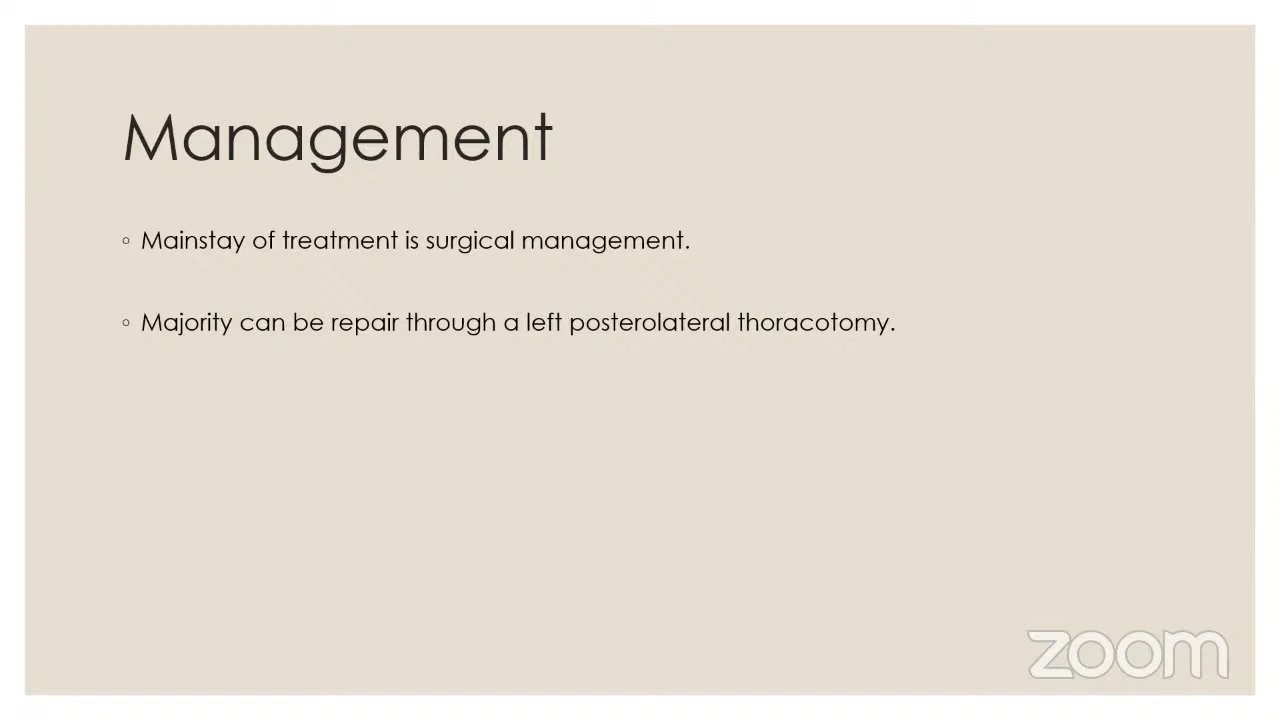 Management
◦ Mainstay of treatment is surgical management.
◦ Majority can be repair through a left posterolateral thoracotomy.
zoom